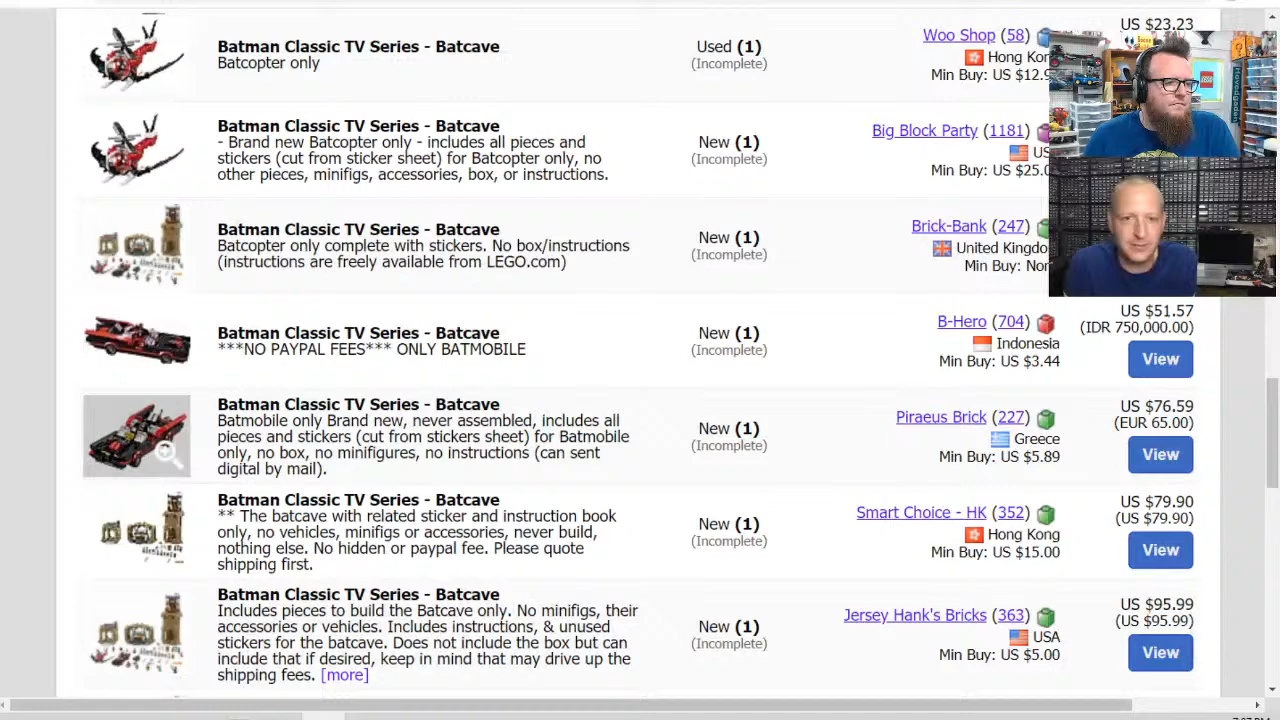 US $23.23
Batman Classic TV Series - Batcave
Batcopter only
Used (1)
(Incomplete)
Woo Shop (58)
Hong Kon
Min Buy: US $12.9
Batman Classic TV Series - Batcave
- Brand new Batcopter only - includes all pieces and
stickers (cut from sticker sheet) for Batcopter only, no
other pieces, minifigs, accessories, box, or instructions.
New (1)
(Incomplete)
Big Block Party (1181)
US
Min Buy: US $25.0
Batman Classic TV Series - Batcave
Batcopter only complete with stickers. No box/instructions
(instructions are freely available from LEGO.com)
New (1)
(Incomplete)
Brick-Bank (247)
United Kingdo
Min Buy: Non
Batman Classic TV Series - Batcave
***NO PAYPAL FEES*** ONLY BATMOBILE
New (1)
(Incomplete)
B-Hero (704)
Indonesia
Min Buy: US $3.44
US $51.57
(IDR 750,000.00)
View
Batman Classic TV Series - Batcave
Batmobile only Brand new, never assembled, includes all
pieces and stickers (cut from stickers sheet) for Batmobile
only, no box, no minifigures, no instructions (can sent
digital by mail).
New (1)
(Incomplete)
Piraeus Brick (227)
Greece
Min Buy: US $5.89
US $76.59
(EUR 65.00)
View
Batman Classic TV Series - Batcave
** The batcave with related sticker and instruction book
only, no vehicles, minifigs or accessories, never build,
nothing else. No hidden or paypal fee. Please quote
shipping first.
New (1)
(Incomplete)
Smart Choice - HK (352)
Hong Kong
Min Buy: US $15.00
US $79.90
(US $79.90)
View
Batman Classic TV Series - Batcave
Includes pieces to build the Batcave only. No minifigs, their
accessories or vehicles. Includes instructions, & unused
stickers for the batcave. Does not include the box but can
include that if desired, keep in mind that may drive up the
shipping fees. [more]
New (1)
(Incomplete)
Jersey Hank's Bricks (363)
USA
Min Buy: US $5.00
US $95.99
(US $95.99)
View